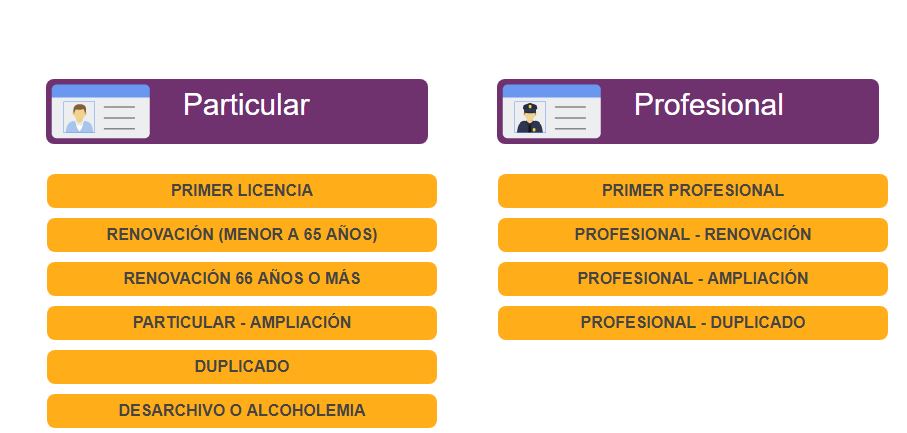 Particular
PRIMER LICENCIA
RENOVACIÓN (MENOR A 65 AÑOS)
RENOVACIÓN 66 AÑOS O MÁS
PARTICULAR - AMPLIACIÓN
DUPLICADO
DESARCHIVO O ALCOHOLEMIA
Profesional
PRIMER PROFESIONAL
PROFESIONAL - RENOVACIÓN
PROFESIONAL - AMPLIACIÓN
PROFESIONAL - DUPLICADO